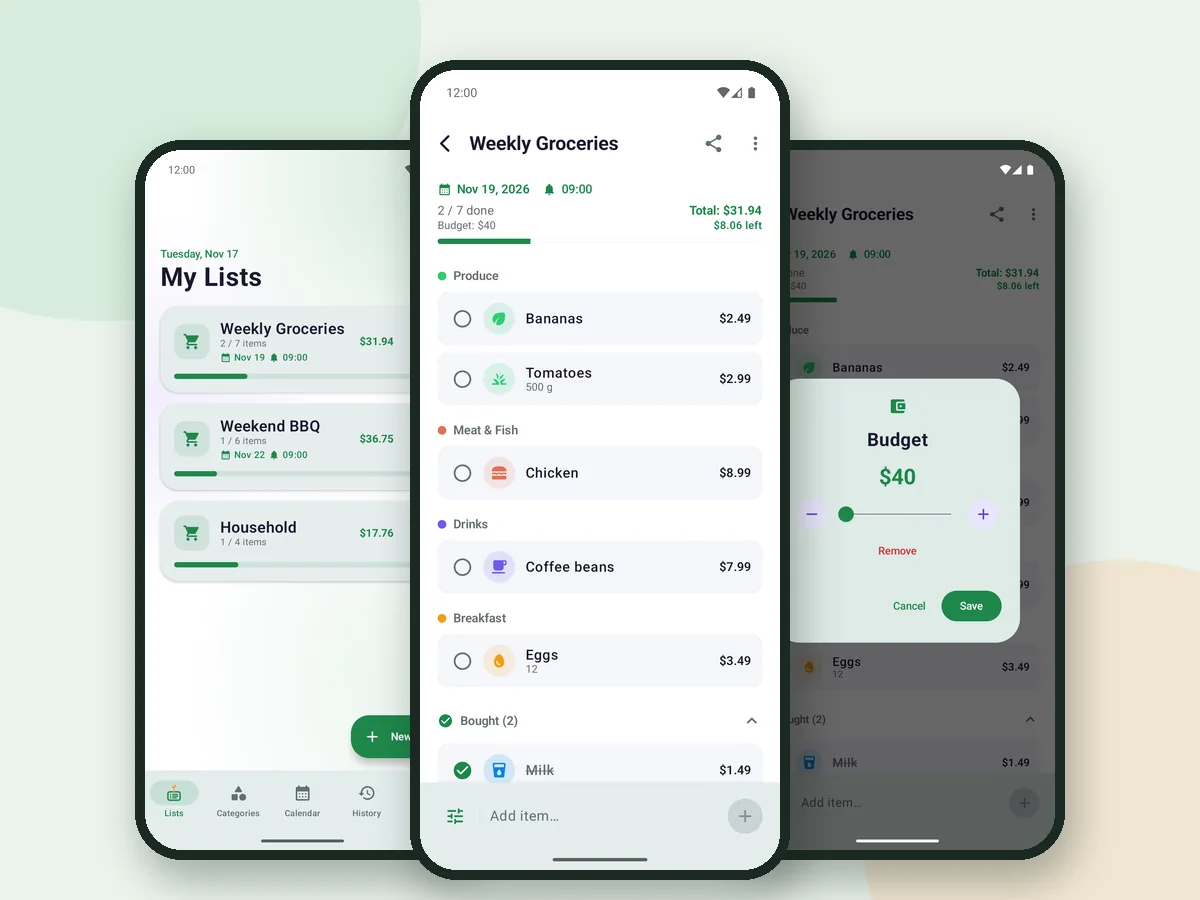 12:00
Tuesday, Nov 17
My Lists
Weekly Groceries
2 / 7 items
Nov 19 09:00
$31.94
Weekend BBQ
1 / 6 items
Nov 22 09:00
$36.75
Household
1 / 4 items
$17.76
+ New
Lists
Categories
Calendar
History
12:00
Weekly Groceries
Nov 19, 2026 09:00
2 / 7 done
Total: $31.94
Budget: $40
$8.06 left
Produce
Bananas
$2.49
Tomatoes
500 g
$2.99
Meat & Fish
Chicken
$8.99
Drinks
Coffee beans
$7.99
Breakfast
Eggs
12
$3.49
Bought (2)
Milk
$1.49
Add item...
Weekly Groceries
19, 2026 09:00
Total: $31.94
$40
$8.06 left
Bananas
$2.49
Budget
$40
Remove
Cancel
Save
Eggs
12
$3.49
(2)
Milk
$1.49
Add item...